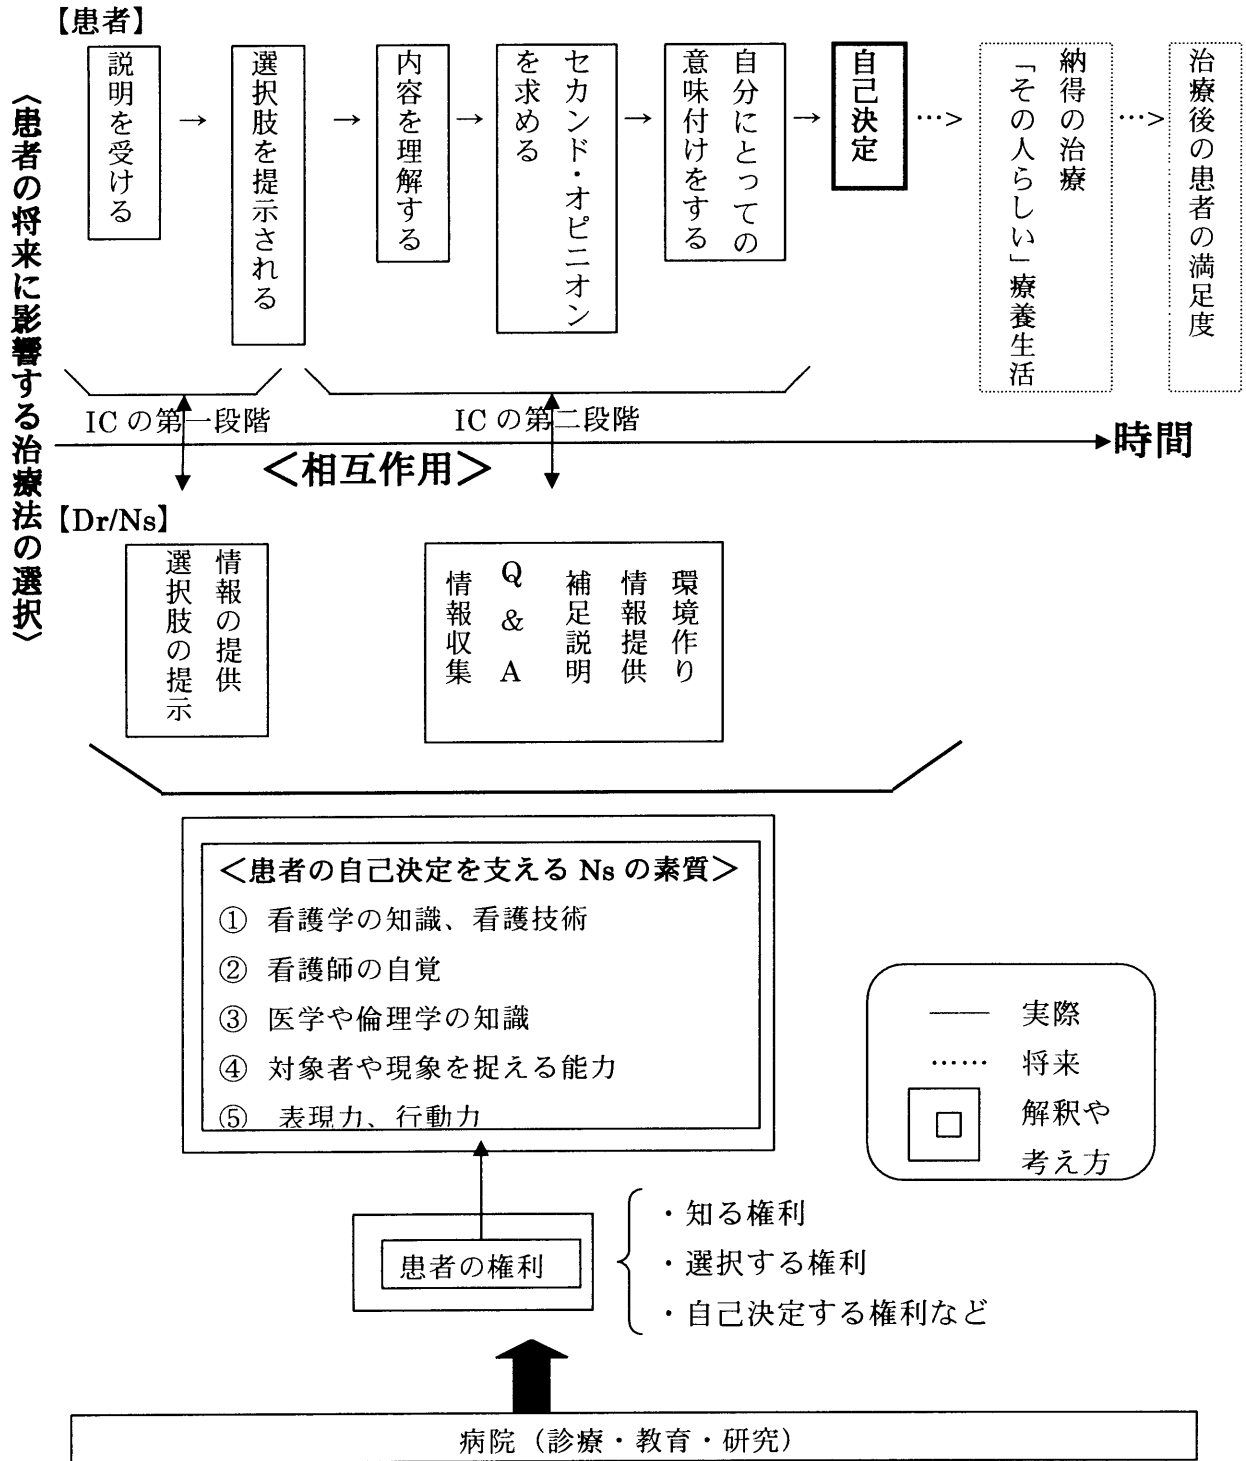 【患者】
〈患者の将来に影響する治療法の選択〉
説明を受ける
→
選択肢を提示される
→
内容を理解する
→
セカンド・オピニオン
を求める
→
自分にとっての
意味付けをする
→
自己決定
…>
納得の治療
「その人らしい」療養生活
…>
治療後の患者の満足度
IC の第一段階
IC の第二段階
時間
＜相互作用＞
【Dr/Ns】
情報の提供
選択肢の提示
環境作り
情報提供
補足説明
Q & A
情報収集
＜患者の自己決定を支える Ns の素質＞
① 看護学の知識、看護技術
② 看護師の自覚
③ 医学や倫理学の知識
④ 対象者や現象を捉える能力
⑤ 表現力、行動力
実際
…… 将来
解釈や
考え方
患者の権利
・知る権利
・選択する権利
・自己決定する権利など
病院（診療・教育・研究）